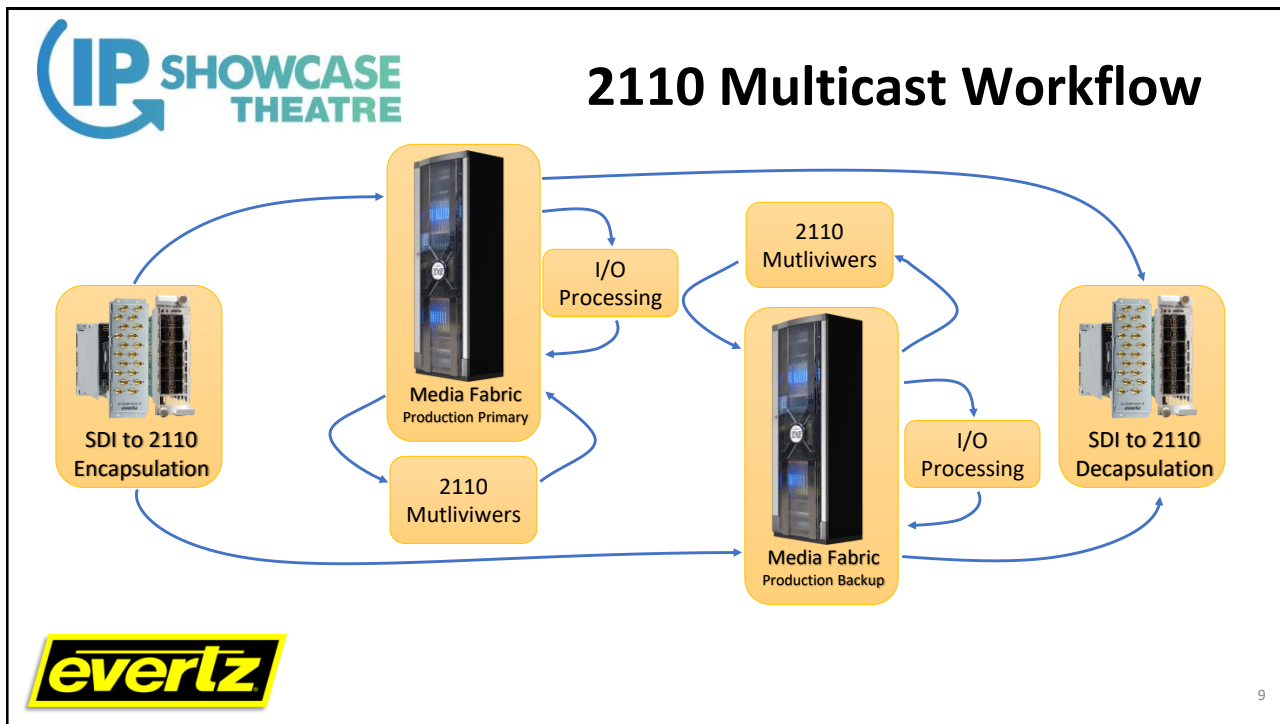 IP SHOWCASE
THEATRE
2110 Multicast Workflow
SDI to 2110
Encapsulation
Media Fabric
Production Primary
I/O
Processing
2110
Mutliviwers
2110
Mutliviwers
Media Fabric
Production Backup
I/O
Processing
SDI to 2110
Decapsulation
evertz
9